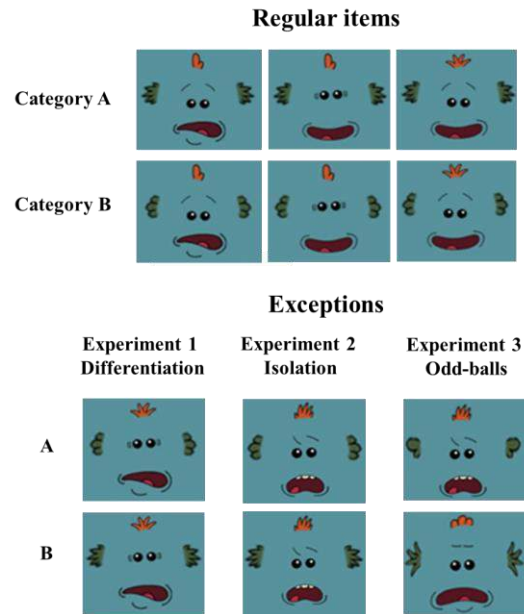 Regular items
Category A
Category B
Exceptions
Experiment 1 Experiment 2 Experiment 3
Differentiation Isolation Odd-balls
A
B